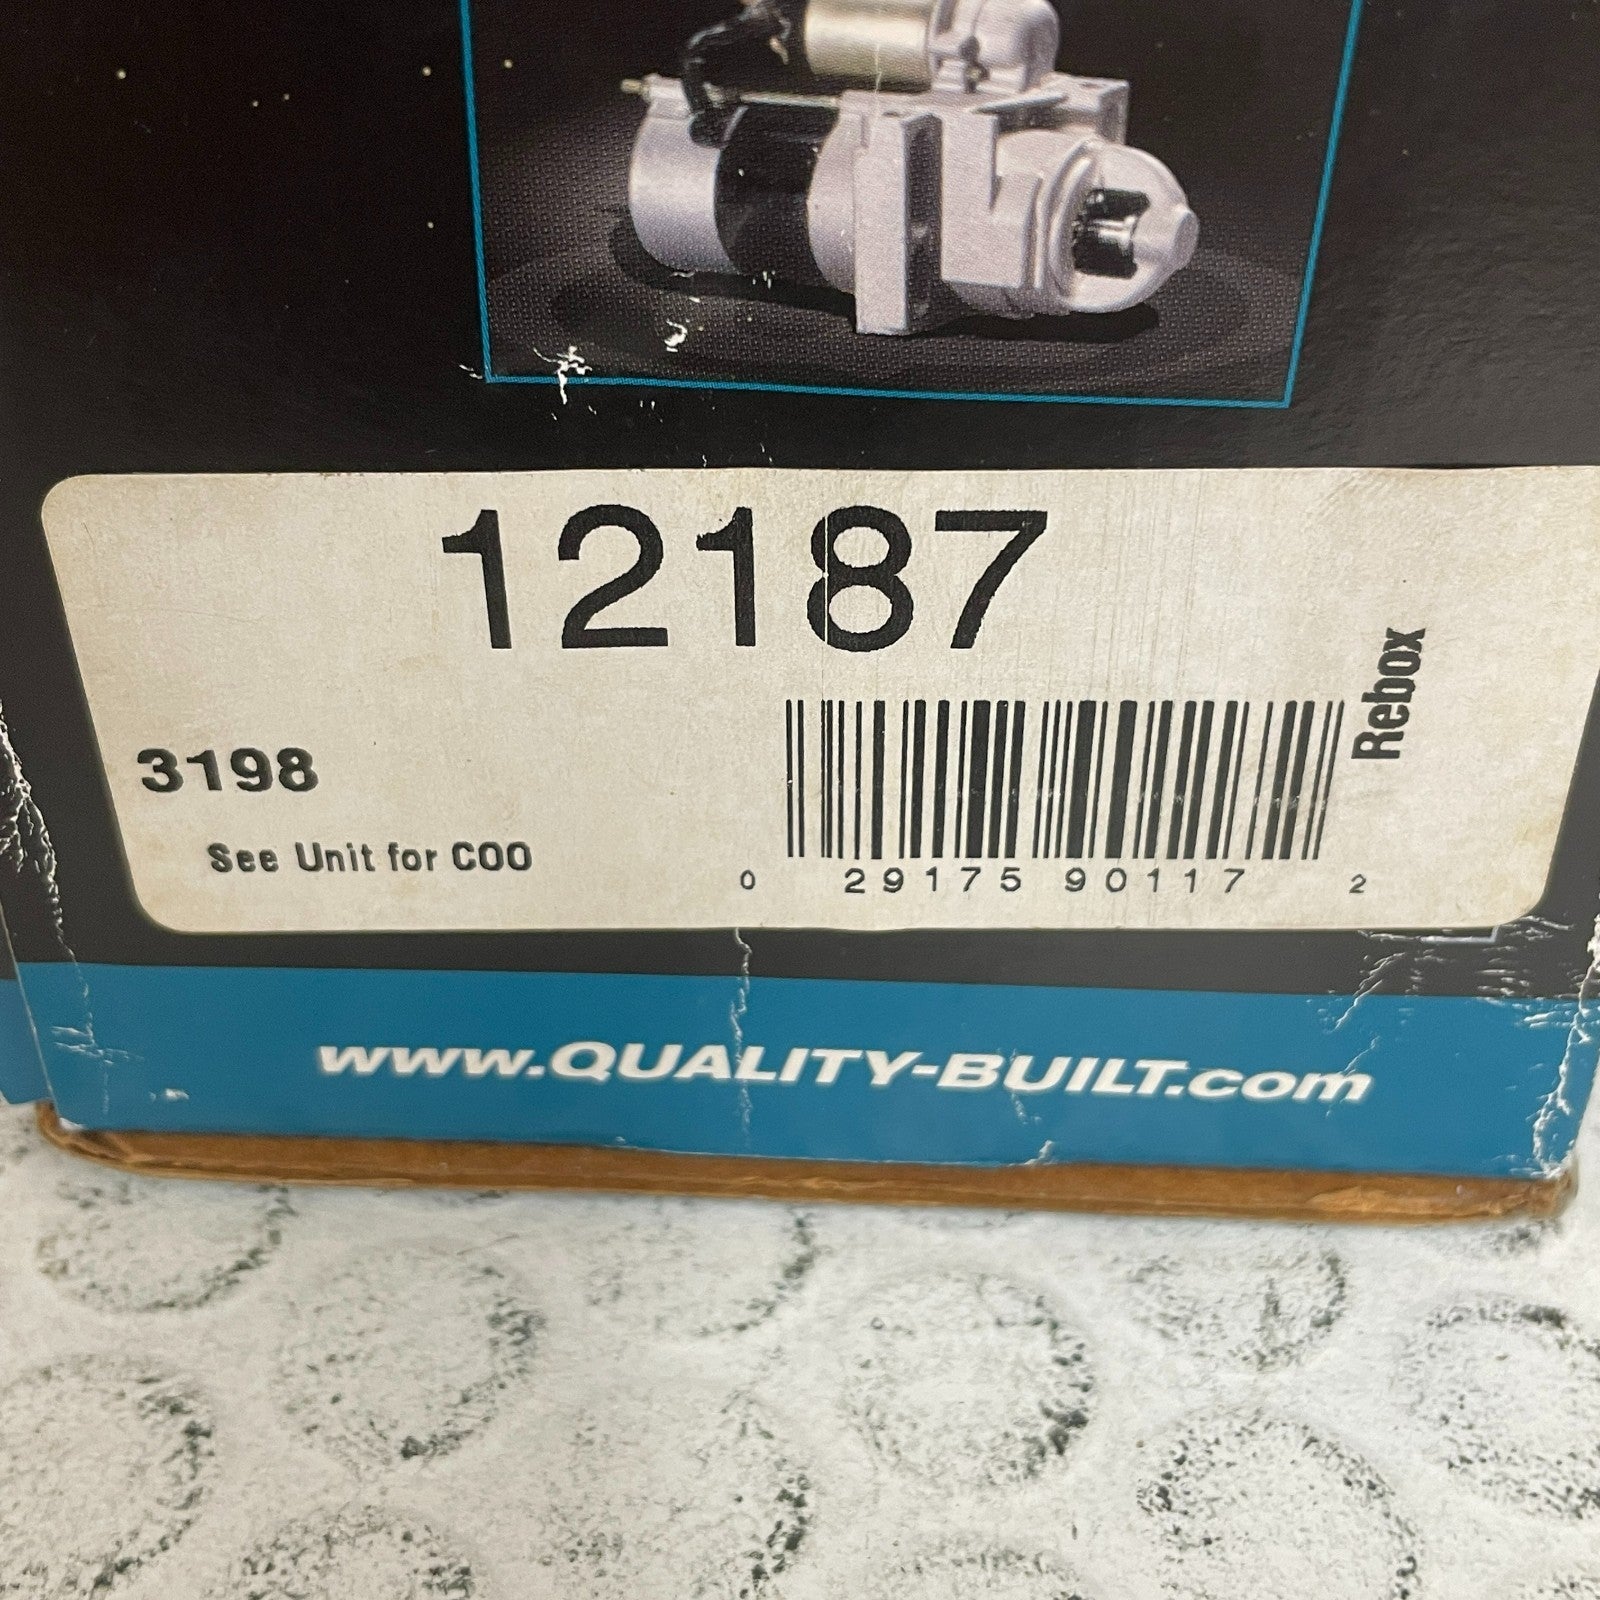 12187
Rebox
3198
See Unit for COO
0 29175 90117 2
www.QUALITY-BUILT.com